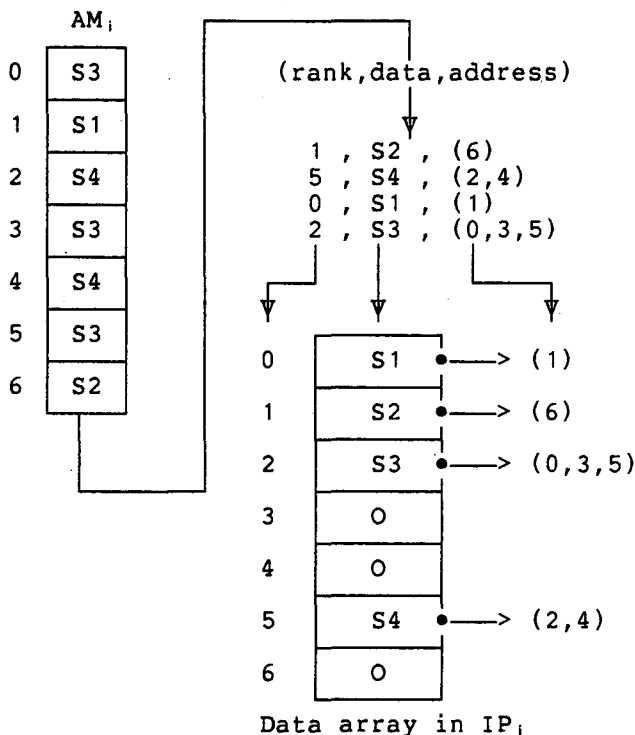 AMᵢ
0 S3
1 S1
2 S4
3 S3
4 S4
5 S3
6 S2
(rank,data,address)
1 , S2 , (6)
5 , S4 , (2,4)
0 , S1 , (1)
2 , S3 , (0,3,5)
0 S1 (1)
1 S2 (6)
2 S3 (0,3,5)
3 O
4 O
5 S4 (2,4)
6 O
Data array in IPᵢ